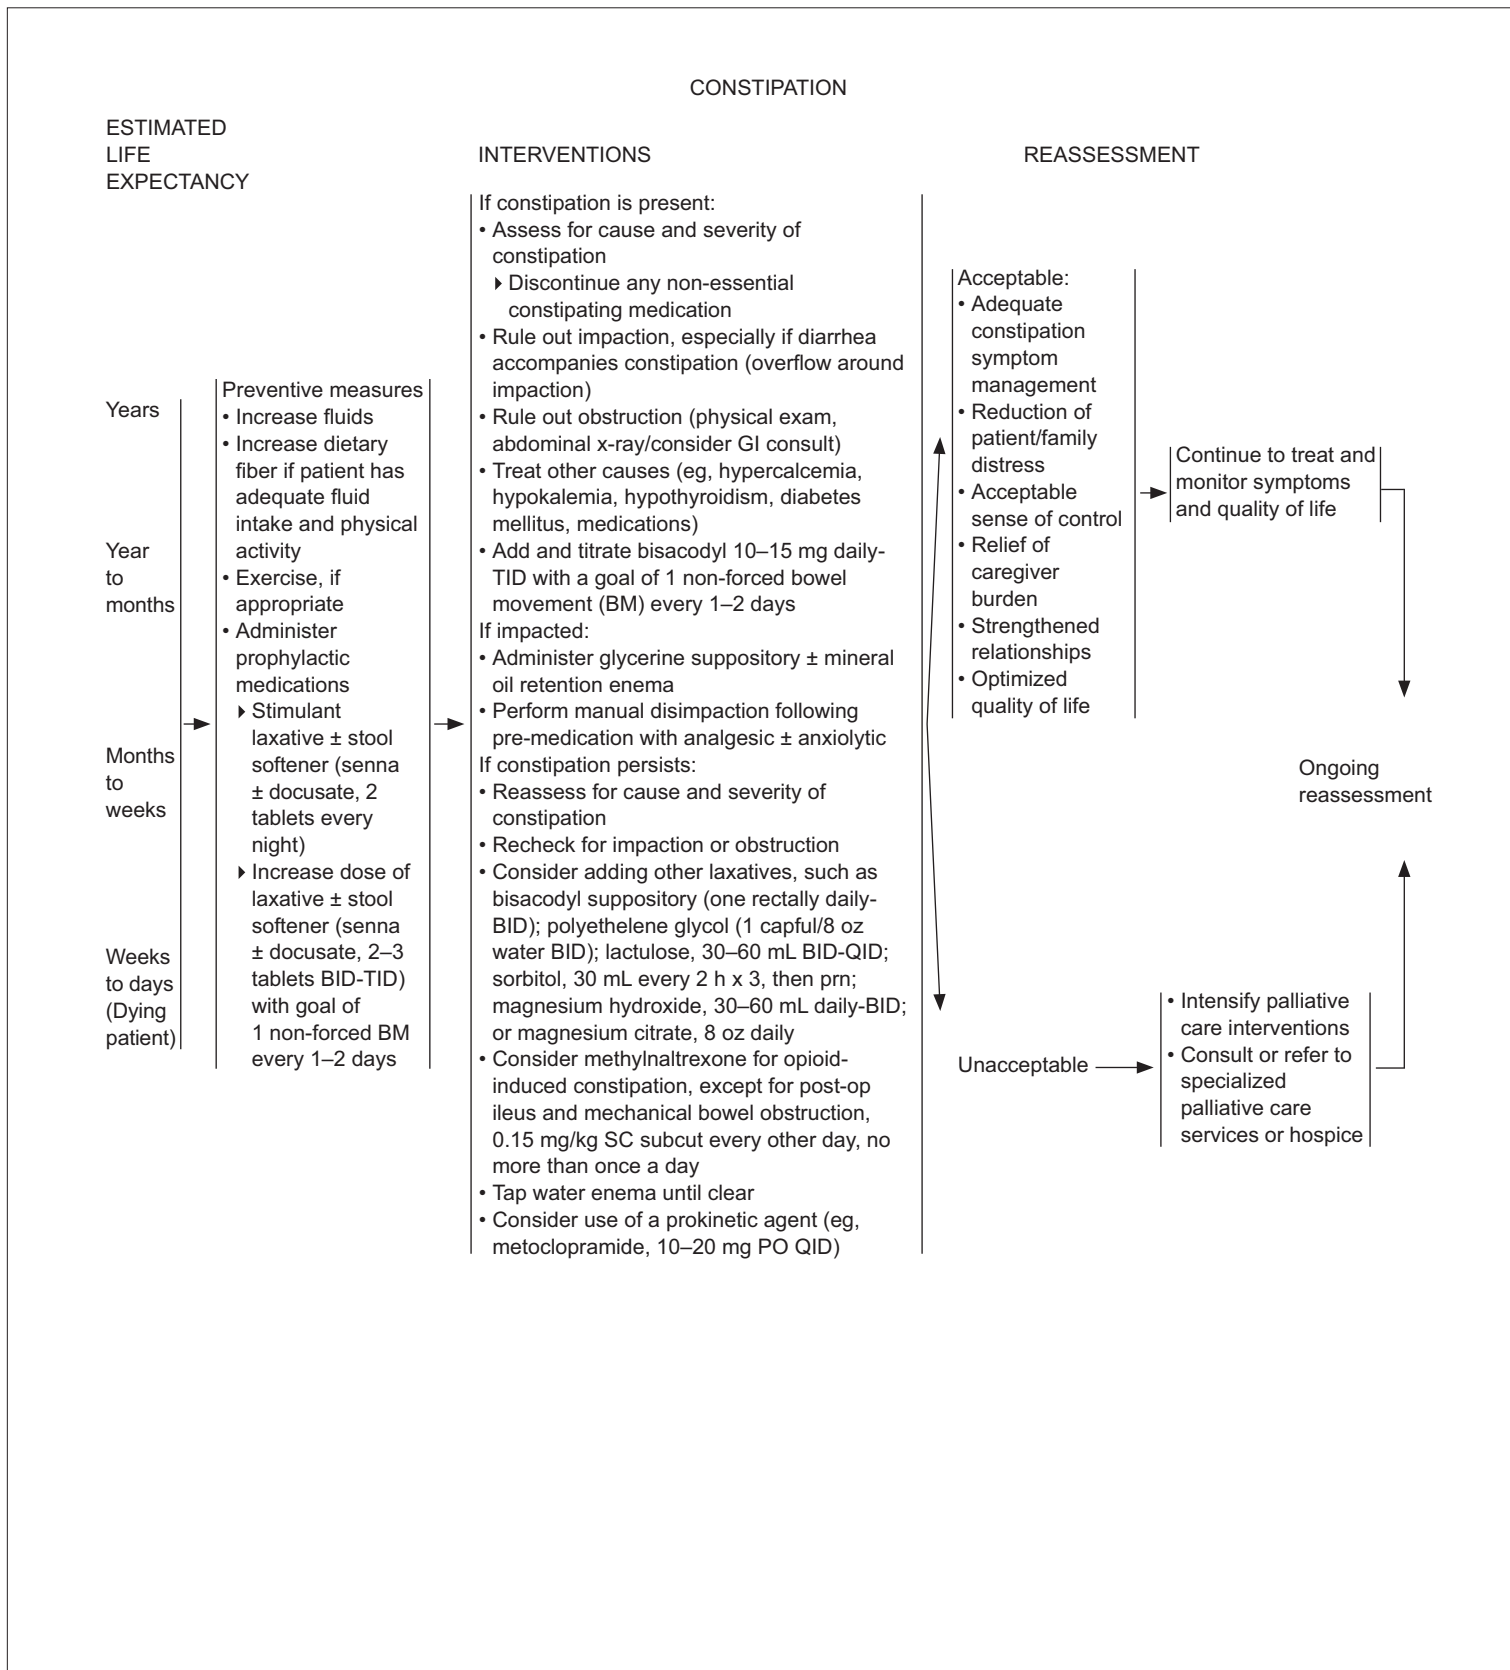 CONSTIPATION
ESTIMATED
LIFE
EXPECTANCY
INTERVENTIONS
REASSESSMENT
Years
Year
to
months
Months
to
weeks
Weeks
to days
(Dying
patient)
Preventive measures
• Increase fluids
• Increase dietary
fiber if patient has
adequate fluid
intake and physical
activity
• Exercise, if
appropriate
• Administer
prophylactic
medications
‣ Stimulant
laxative ± stool
softener (senna
± docusate, 2
tablets every
night)
‣ Increase dose of
laxative ± stool
softener (senna
± docusate, 2–3
tablets BID-TID)
with goal of
1 non-forced BM
every 1–2 days
If constipation is present:
• Assess for cause and severity of
constipation
‣ Discontinue any non-essential
constipating medication
• Rule out impaction, especially if diarrhea
accompanies constipation (overflow around
impaction)
• Rule out obstruction (physical exam,
abdominal x-ray/consider GI consult)
• Treat other causes (eg, hypercalcemia,
hypokalemia, hypothyroidism, diabetes
mellitus, medications)
• Add and titrate bisacodyl 10–15 mg daily-
TID with a goal of 1 non-forced bowel
movement (BM) every 1–2 days
If impacted:
• Administer glycerine suppository ± mineral
oil retention enema
• Perform manual disimpaction following
pre-medication with analgesic ± anxiolytic
If constipation persists:
• Reassess for cause and severity of
constipation
• Recheck for impaction or obstruction
• Consider adding other laxatives, such as
bisacodyl suppository (one rectally daily-
BID); polyethelene glycol (1 capful/8 oz
water BID); lactulose, 30–60 mL BID-QID;
sorbitol, 30 mL every 2 h x 3, then prn;
magnesium hydroxide, 30–60 mL daily-BID;
or magnesium citrate, 8 oz daily
• Consider methylnaltrexone for opioid-
induced constipation, except for post-op
ileus and mechanical bowel obstruction,
0.15 mg/kg SC subcut every other day, no
more than once a day
• Tap water enema until clear
• Consider use of a prokinetic agent (eg,
metoclopramide, 10–20 mg PO QID)
Acceptable:
• Adequate
constipation
symptom
management
• Reduction of
patient/family
distress
• Acceptable
sense of control
• Relief of
caregiver
burden
• Strengthened
relationships
• Optimized
quality of life
Continue to treat and
monitor symptoms
and quality of life
Ongoing
reassessment
Unacceptable
• Intensify palliative
care interventions
• Consult or refer to
specialized
palliative care
services or hospice